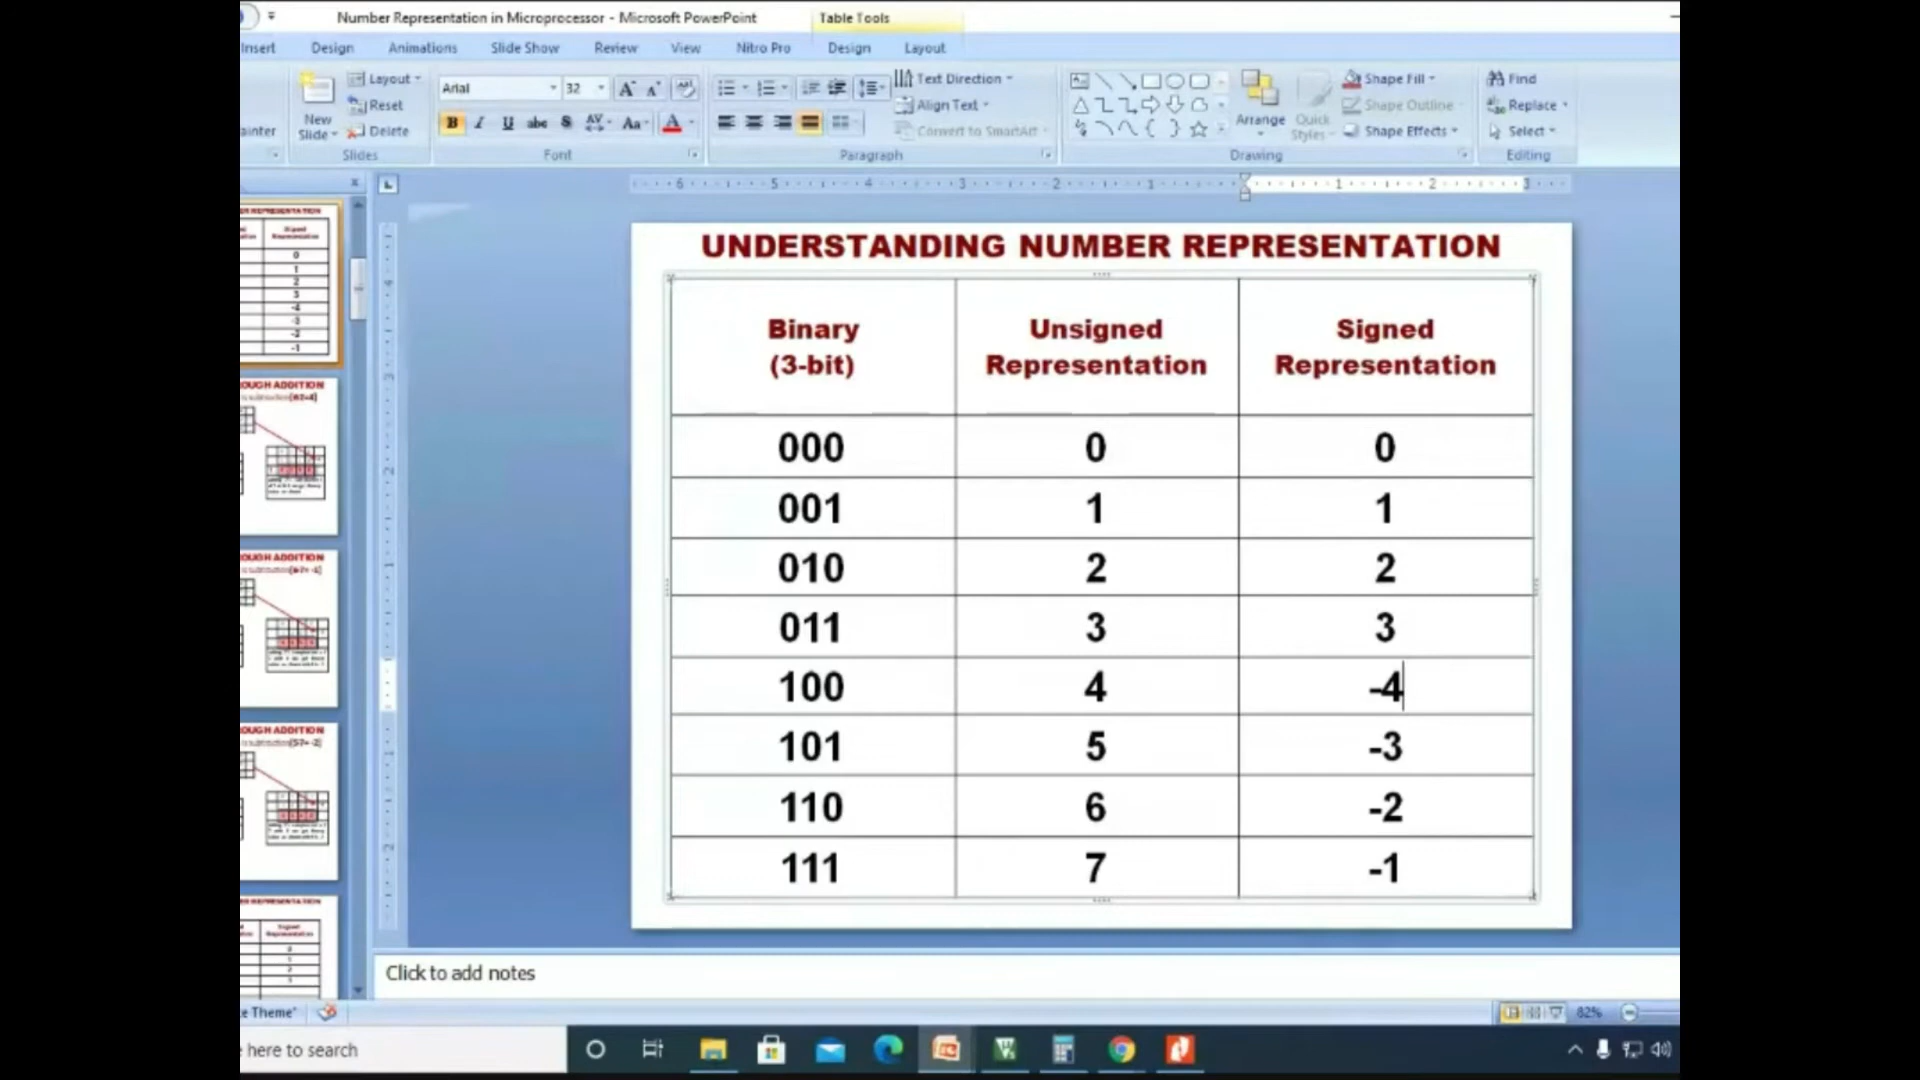 Number Representation in Microprocessor - Microsoft PowerPoint
Table Tools
Insert Design Animations Slide Show Review View Nitro Pro Design Layout
Layout
Reset
Delete
New
Slide
Slides
Arial 32
Font
Text Direction
Align Text
Convert to SmartArt
Paragraph
Arrange
Quick
Styles
Shape Fill
Shape Outline
Shape Effects
Drawing
Find
Replace
Select
Editing
UNDERSTANDING NUMBER REPRESENTATION
Binary (3-bit) Unsigned Representation Signed Representation
000 0 0
001 1 1
010 2 2
011 3 3
100 4 -4
101 5 -3
110 6 -2
111 7 -1
Click to add notes
Theme"
82%
here to search